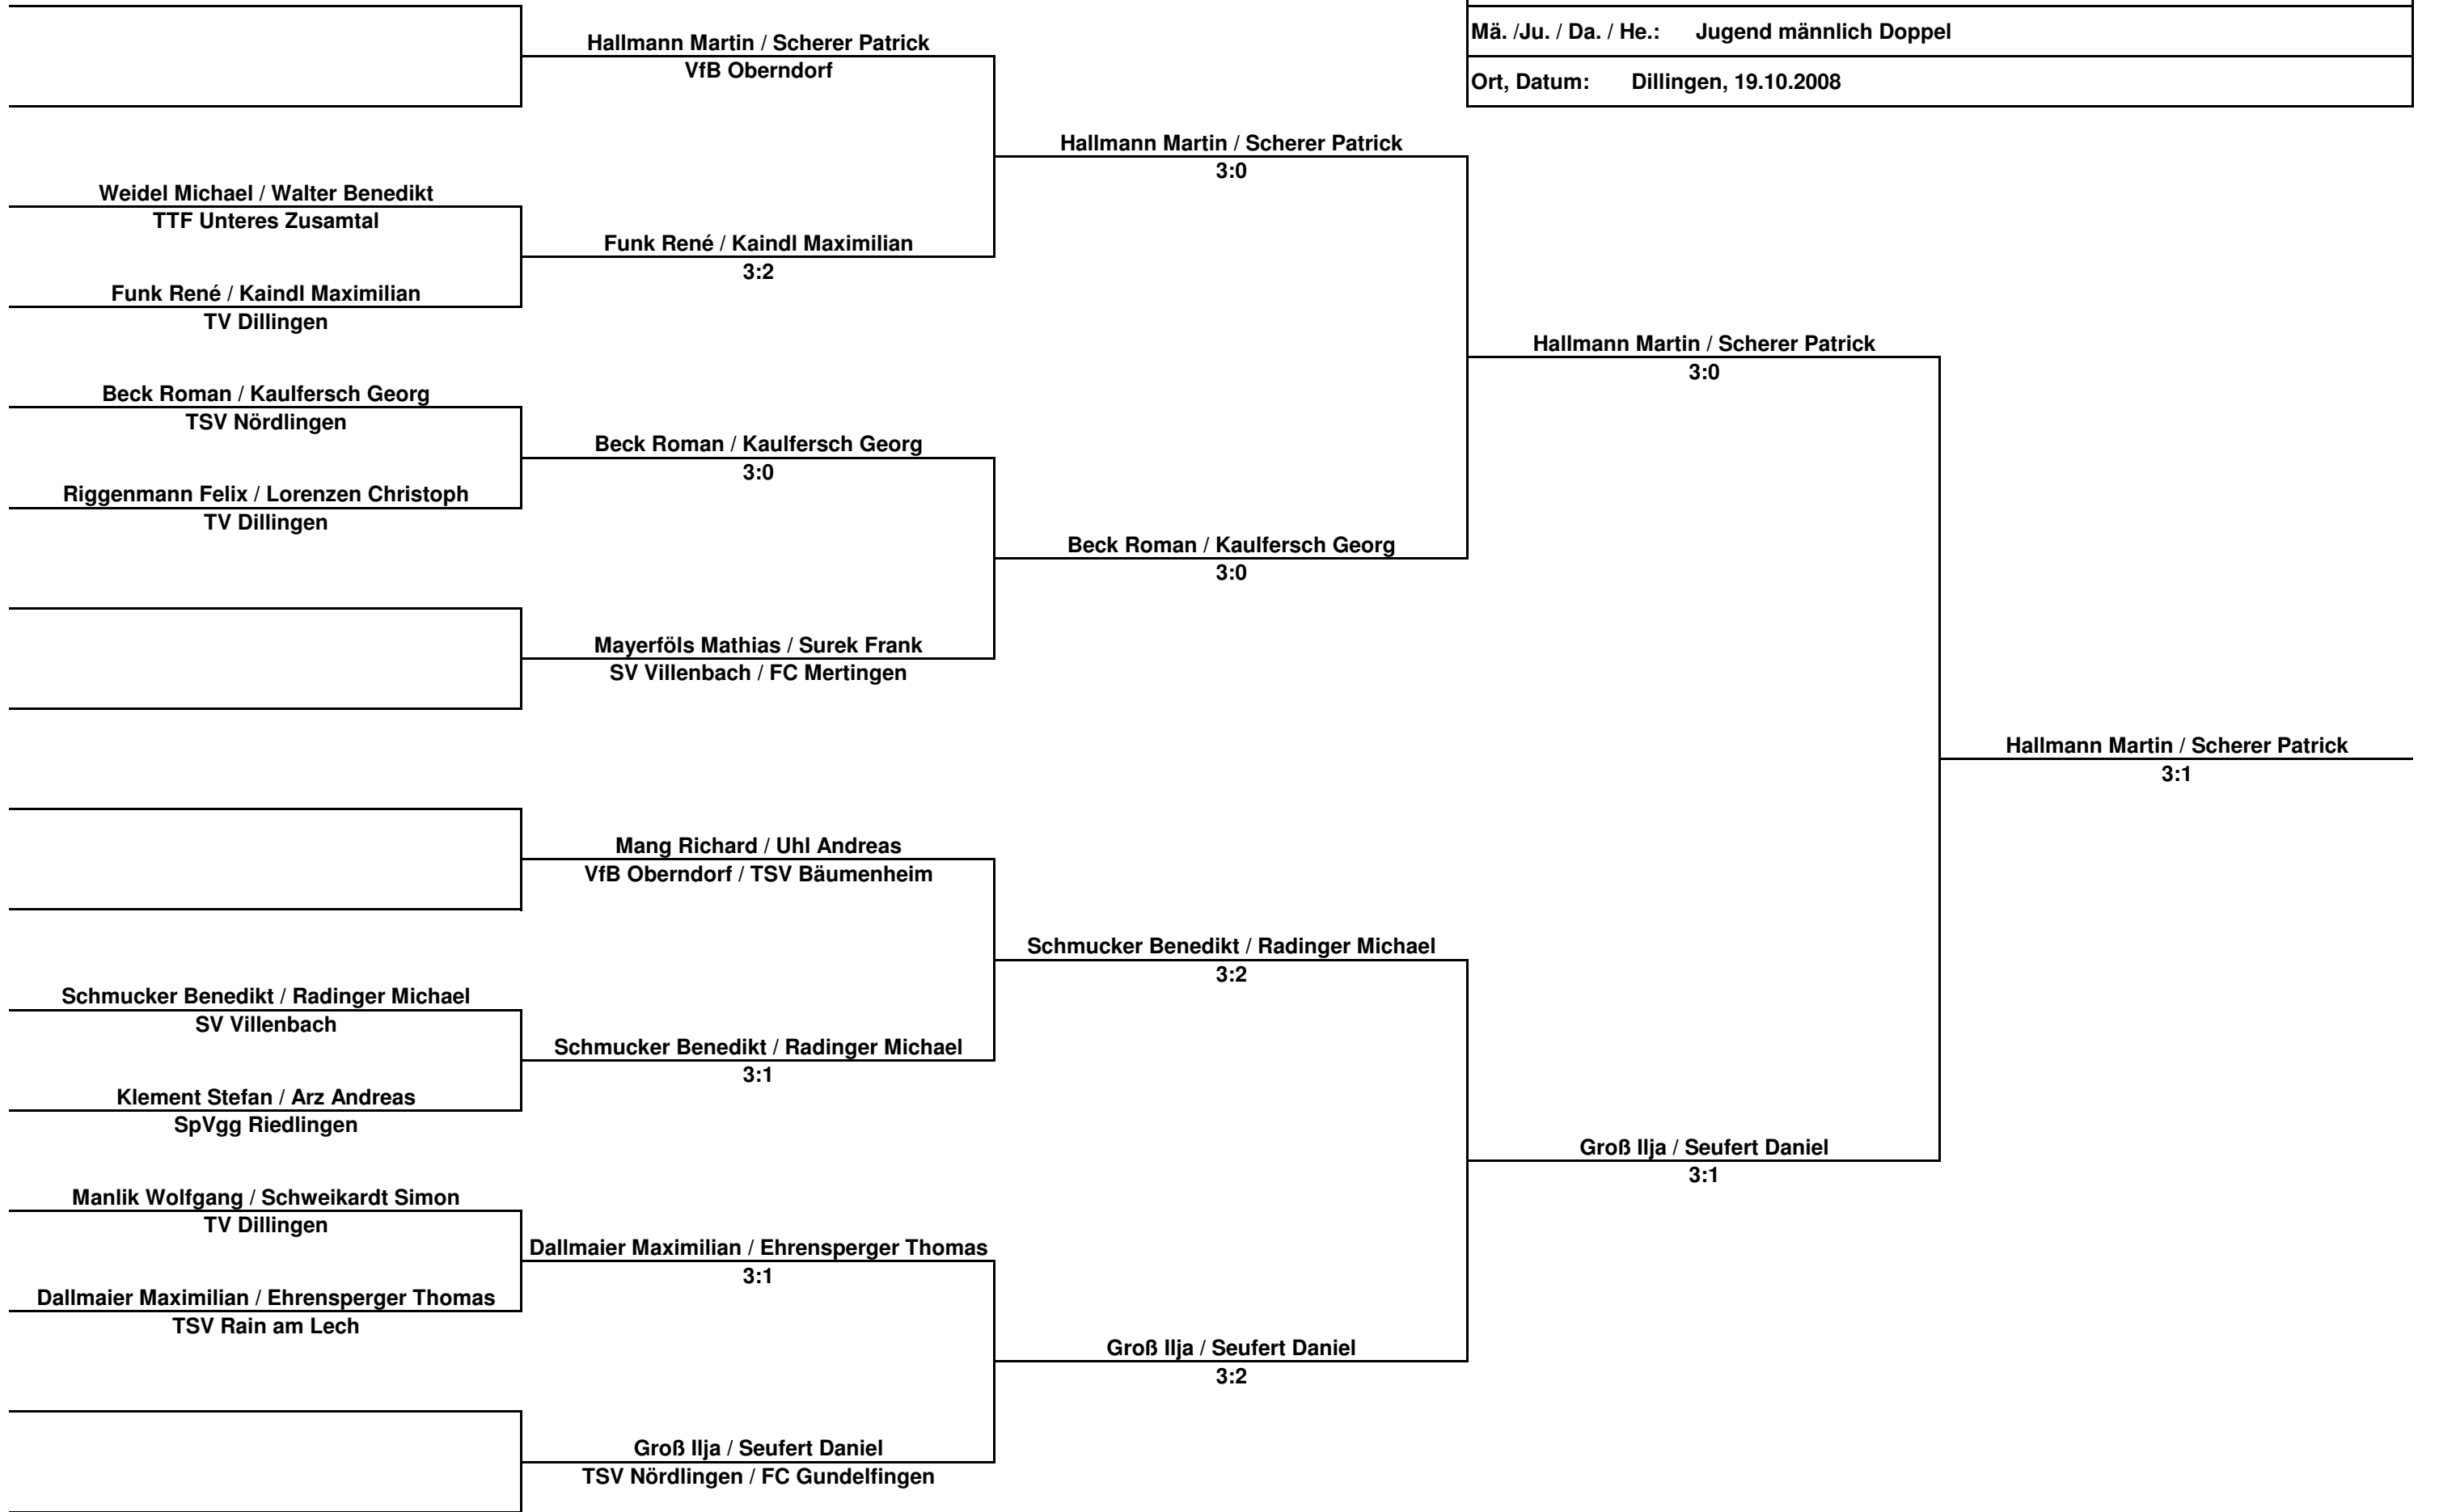 Mä. /Ju. / Da. / He.: Jugend männlich Doppel
Ort, Datum: Dillingen, 19.10.2008
Weidel Michael / Walter Benedikt
TTF Unteres Zusamtal
Funk René / Kaindl Maximilian
TV Dillingen
Beck Roman / Kaulfersch Georg
TSV Nördlingen
Riggenmann Felix / Lorenzen Christoph
TV Dillingen
Schmucker Benedikt / Radinger Michael
SV Villenbach
Klement Stefan / Arz Andreas
SpVgg Riedlingen
Manlik Wolfgang / Schweikardt Simon
TV Dillingen
Dallmaier Maximilian / Ehrensperger Thomas
TSV Rain am Lech
Hallmann Martin / Scherer Patrick
VfB Oberndorf
Funk René / Kaindl Maximilian
3:2
Beck Roman / Kaulfersch Georg
3:0
Mayerföls Mathias / Surek Frank
SV Villenbach / FC Mertingen
Mang Richard / Uhl Andreas
VfB Oberndorf / TSV Bäumenheim
Schmucker Benedikt / Radinger Michael
3:1
Dallmaier Maximilian / Ehrensperger Thomas
3:1
Groß Ilja / Seufert Daniel
TSV Nördlingen / FC Gundelfingen
Hallmann Martin / Scherer Patrick
3:0
Beck Roman / Kaulfersch Georg
3:0
Schmucker Benedikt / Radinger Michael
3:2
Groß Ilja / Seufert Daniel
3:2
Hallmann Martin / Scherer Patrick
3:0
Groß Ilja / Seufert Daniel
3:1
Hallmann Martin / Scherer Patrick
3:1